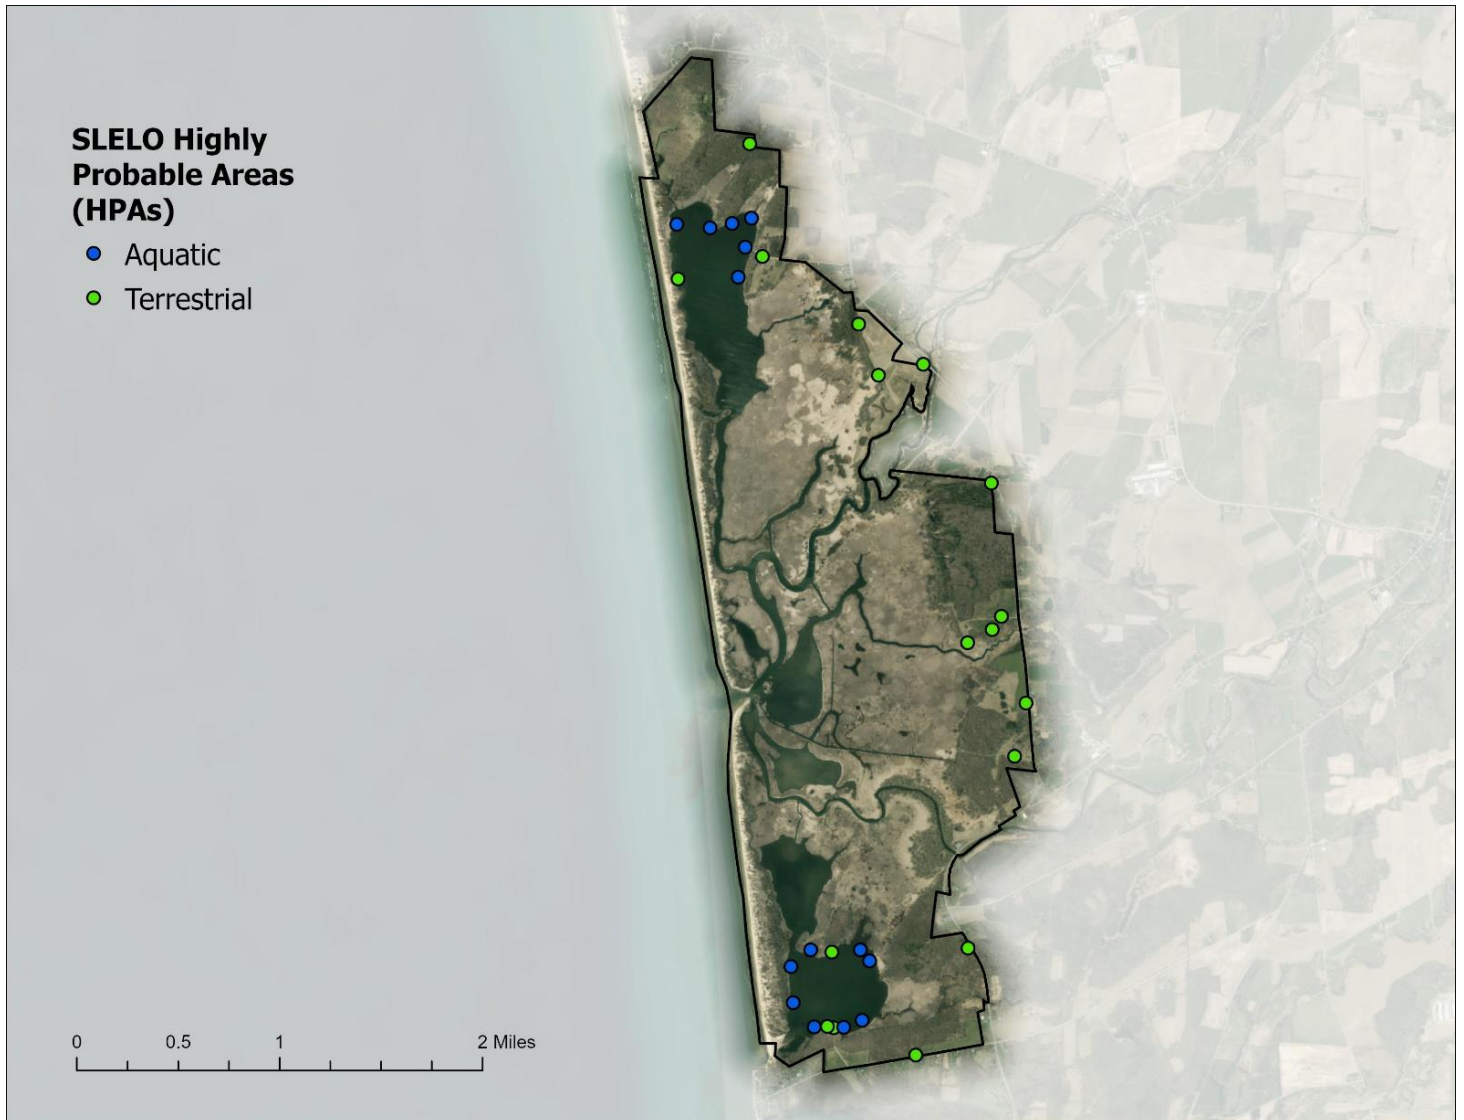 SLELO Highly
Probable Areas
(HPAs)
Aquatic
Terrestrial
0 0.5 1 2 Miles